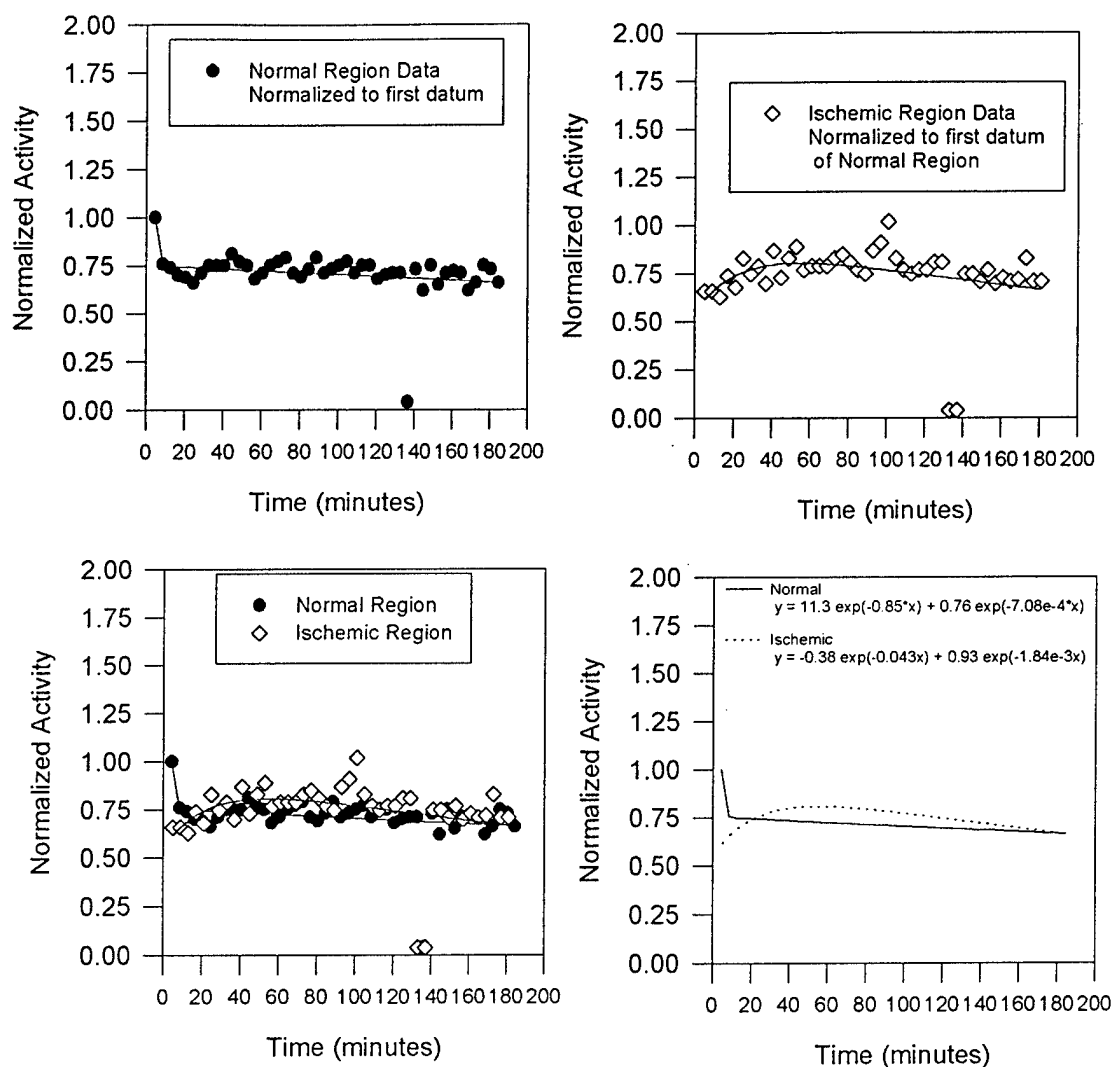 2.00
1.75
1.50
1.25
1.00
0.75
0.50
0.25
0.00
Normalized Activity
Normal Region Data
Normalized to first datum
0 20 40 60 80 100 120 140 160 180 200
Time (minutes)
2.00
1.75
1.50
1.25
1.00
0.75
0.50
0.25
0.00
Normalized Activity
Ischemic Region Data
Normalized to first datum
of Normal Region
0 20 40 60 80 100 120 140 160 180 200
Time (minutes)
2.00
1.75
1.50
1.25
1.00
0.75
0.50
0.25
0.00
Normalized Activity
Normal Region
Ischemic Region
0 20 40 60 80 100 120 140 160 180 200
Time (minutes)
2.00
1.75
1.50
1.25
1.00
0.75
0.50
0.25
0.00
Normalized Activity
Normal
y = 11.3 exp(-0.85*x) + 0.76 exp(-7.08e-4*x)
Ischemic
y = -0.38 exp(-0.043x) + 0.93 exp(-1.84e-3x)
0 20 40 60 80 100 120 140 160 180 200
Time (minutes)